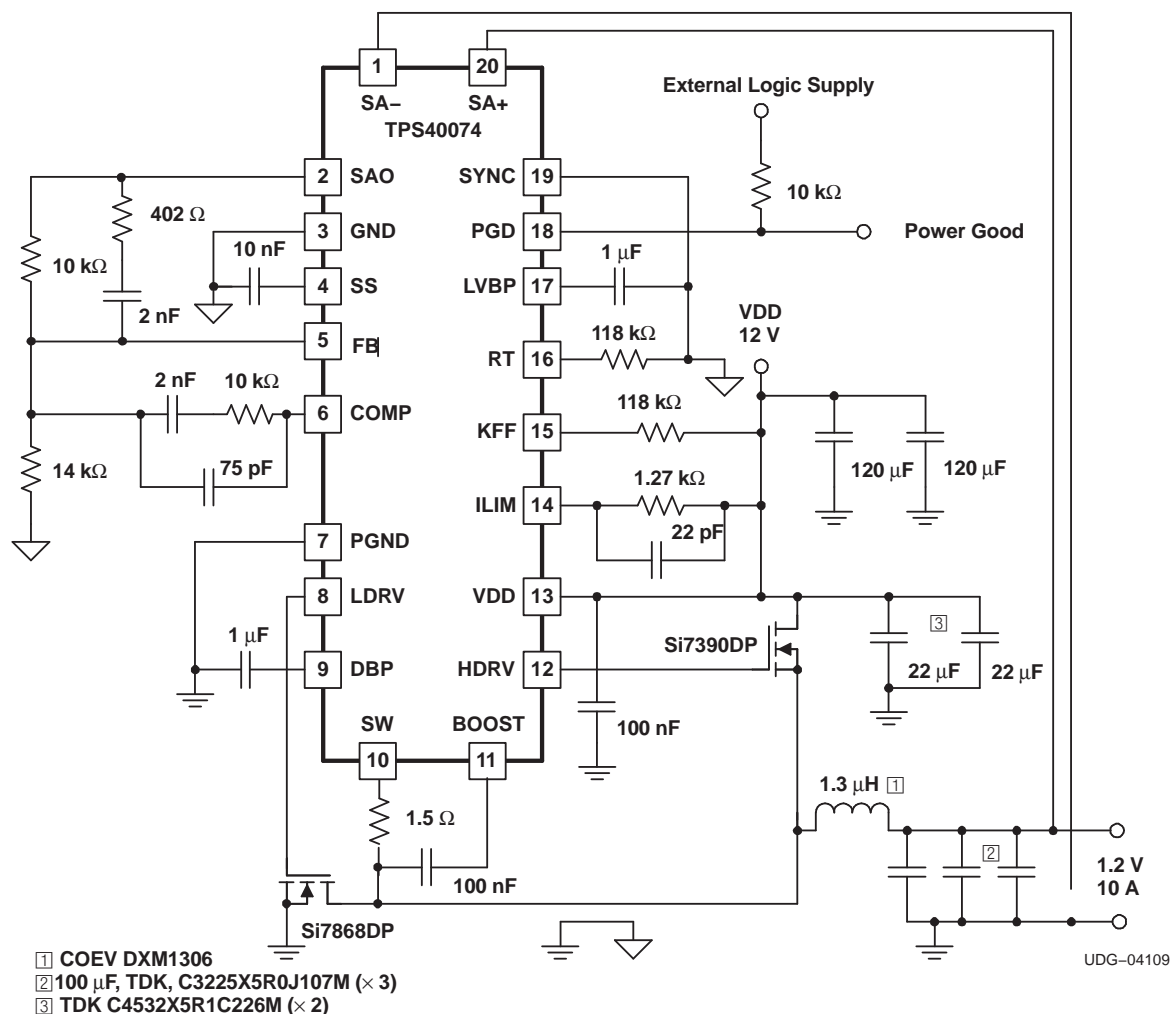 1
20
SA–
SA+
TPS40074
External Logic Supply
10 kΩ
Power Good
2
SAO
SYNC
19
402 Ω
3
GND
PGD
18
10 nF
10 kΩ
4
SS
LVBP
17
1 μF
2 nF
VDD
12 V
5
FB
RT
16
118 kΩ
2 nF
10 kΩ
6
COMP
KFF
15
118 kΩ
120 μF
120 μF
14 kΩ
75 pF
ILIM
14
1.27 kΩ
22 pF
7
PGND
8
LDRV
VDD
13
1 μF
Si7390DP
3
22 μF
22 μF
9
DBP
HDRV
12
100 nF
SW
BOOST
10
11
1.5 Ω
100 nF
1.3 μH 1
2
1.2 V
10 A
Si7868DP
UDG–04109
1 COEV DXM1306
2 100 μF, TDK, C3225X5R0J107M (× 3)
3 TDK C4532X5R1C226M (× 2)